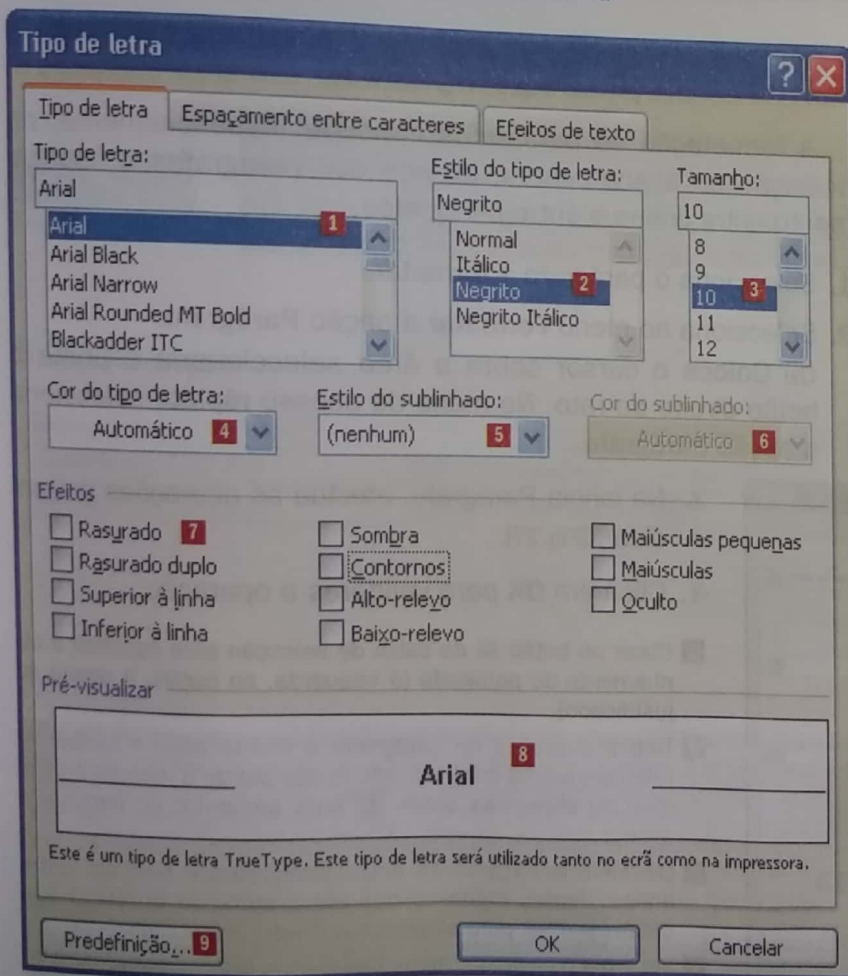 Tipo de letra
? X
Tipo de letra Espaçamento entre caracteres Efeitos de texto
Tipo de letra: Estilo do tipo de letra: Tamanho:
Arial Negrito 10
Arial 1 Normal 8
Arial Black Itálico 9
Arial Narrow Negrito 2 10 3
Arial Rounded MT Bold Negrito Itálico 11
Blackadder ITC 12
Cor do tipo de letra: Estilo do sublinhado: Cor do sublinhado:
Automático 4 (nenhum) 5 Automático 6
Efeitos
Rasurado 7 Sombra Maiúsculas pequenas
Rasurado duplo Contornos Maiúsculas
Superior à linha Alto-relevo Oculto
Inferior à linha Baixo-relevo
Pré-visualizar
8
Arial
Este é um tipo de letra TrueType. Este tipo de letra será utilizado tanto no ecrã como na impressora.
Predefinição... 9 OK Cancelar